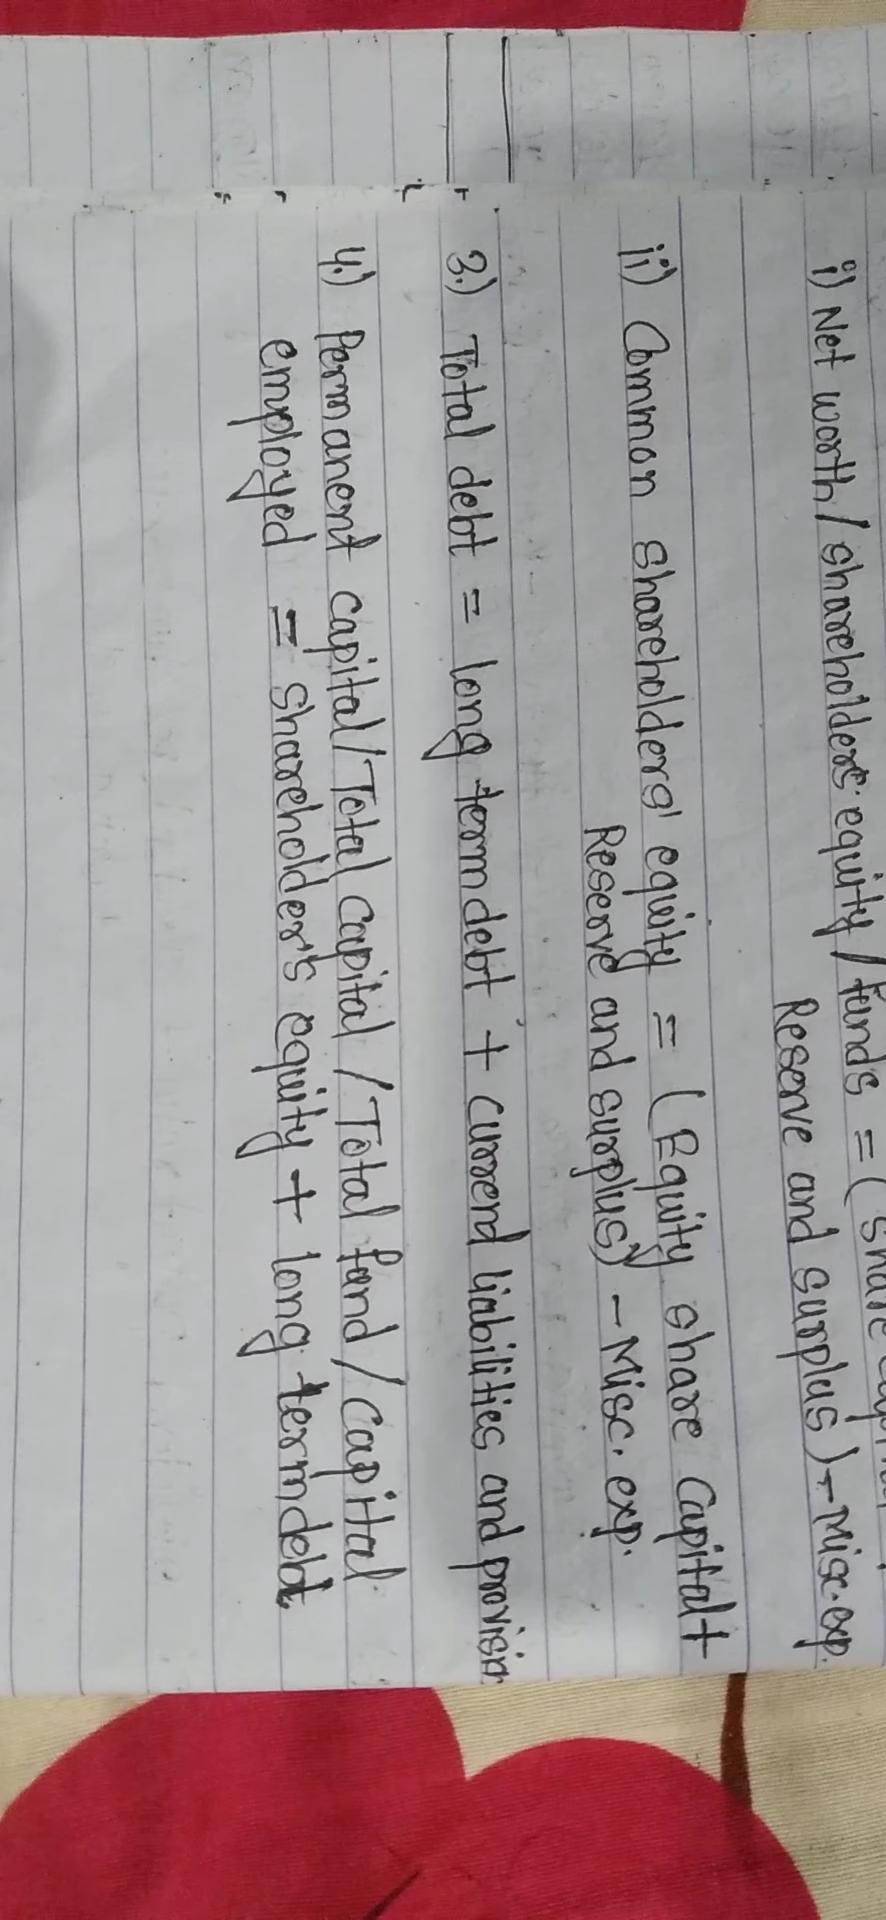 i) Net worth / shareholders equity / funds = ( share
Reserve and surplus) - Misc. exp.
ii) Common shareholders' equity = (Equity share Capital +
Reserve and surplus) - Misc. exp.
3.) Total debt = long term debt + currend liabilities and provisin
4.) Permanent capital / Total capital / Total fund / Capital
employed = shareholder's equity + long term debt